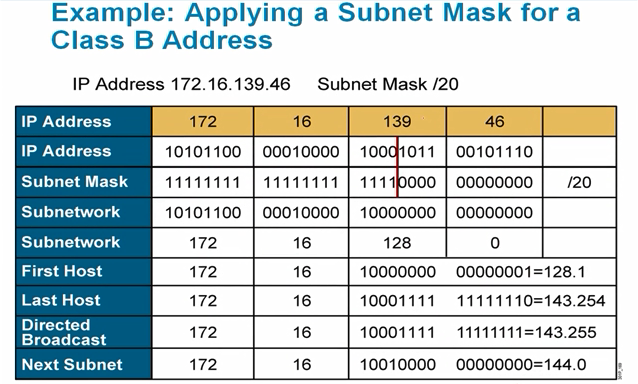 Example: Applying a Subnet Mask for a
Class B Address
IP Address 172.16.139.46 Subnet Mask /20
IP Address 172 16 139 46
IP Address 10101100 00010000 10001011 00101110
Subnet Mask 11111111 11111111 11110000 00000000 /20
Subnetwork 10101100 00010000 10000000 00000000
Subnetwork 172 16 128 0
First Host 172 16 10000000 00000001=128.1
Last Host 172 16 10001111 11111110=143.254
Directed
Broadcast 172 16 10001111 11111111=143.255
Next Subnet 172 16 10010000 00000000=144.0